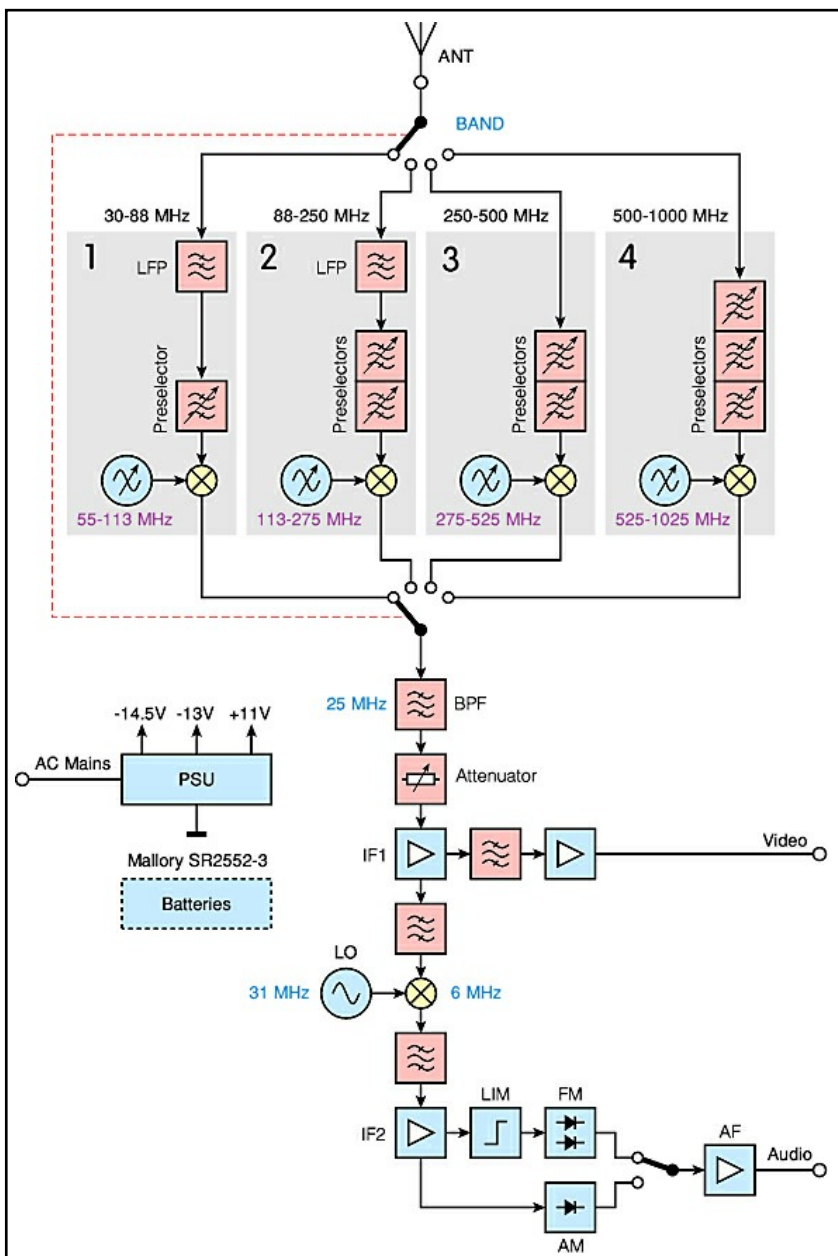 ANT
BAND
30-88 MHz
88-250 MHz
250-500 MHz
500-1000 MHz
1
2
3
4
LFP
LFP
Preselector
Preselectors
Preselectors
Preselectors
55-113 MHz
113-275 MHz
275-525 MHz
525-1025 MHz
25 MHz
BPF
-14.5V
-13V
+11V
AC Mains
PSU
Attenuator
Mallory SR2552-3
Batteries
IF1
Video
LO
31 MHz
6 MHz
IF2
LIM
FM
AF
Audio
AM